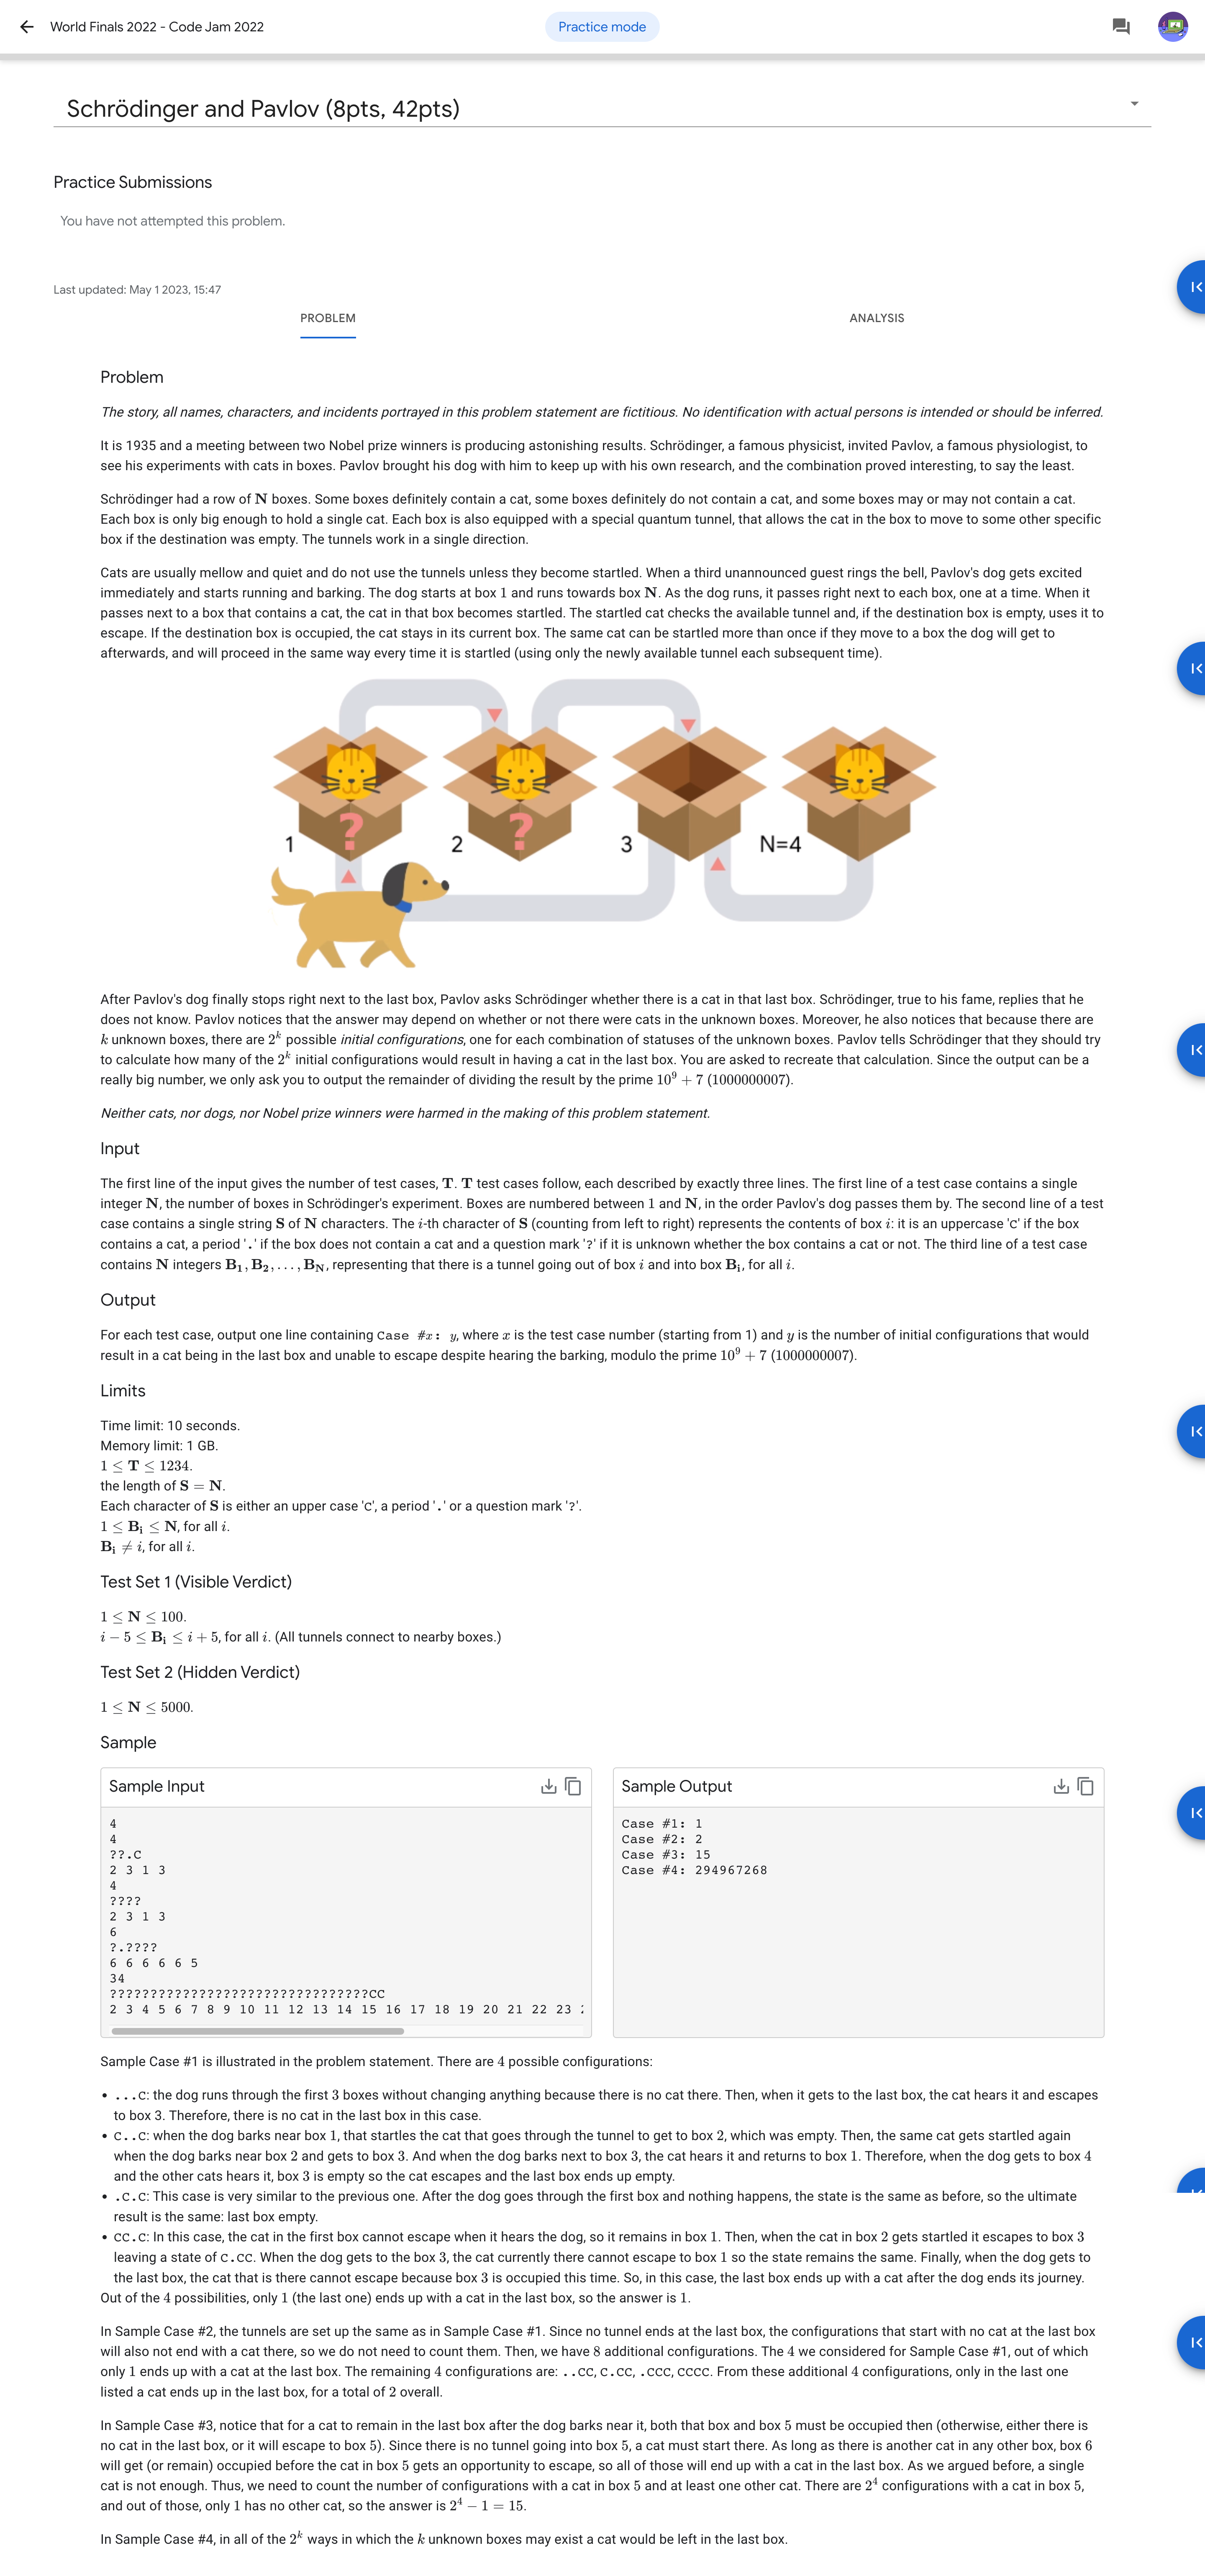 World Finals 2022 - Code Jam 2022
Practice mode
Schrödinger and Pavlov (8pts, 42pts)
Practice Submissions
You have not attempted this problem.
Last updated: May 1 2023, 15:47
PROBLEM
ANALYSIS
Problem
The story, all names, characters, and incidents portrayed in this problem statement are fictitious. No identification with actual persons is intended or should be inferred.
It is 1935 and a meeting between two Nobel prize winners is producing astonishing results. Schrödinger, a famous physicist, invited Pavlov, a famous physiologist, to
see his experiments with cats in boxes. Pavlov brought his dog with him to keep up with his own research, and the combination proved interesting, to say the least.
Schrödinger had a row of N boxes. Some boxes definitely contain a cat, some boxes definitely do not contain a cat, and some boxes may or may not contain a cat.
Each box is only big enough to hold a single cat. Each box is also equipped with a special quantum tunnel, that allows the cat in the box to move to some other specific
box if the destination was empty. The tunnels work in a single direction.
Cats are usually mellow and quiet and do not use the tunnels unless they become startled. When a third unannounced guest rings the bell, Pavlov's dog gets excited
immediately and starts running and barking. The dog starts at box 1 and runs towards box N. As the dog runs, it passes right next to each box, one at a time. When it
passes next to a box that contains a cat, the cat in that box becomes startled. The startled cat checks the available tunnel and, if the destination box is empty, uses it to
escape. If the destination box is occupied, the cat stays in its current box. The same cat can be startled more than once if they move to a box the dog will get to
afterwards, and will proceed in the same way every time it is startled (using only the newly available tunnel each subsequent time).
? ?
1 2 3 N=4
After Pavlov's dog finally stops right next to the last box, Pavlov asks Schrödinger whether there is a cat in that last box. Schrödinger, true to his fame, replies that he
does not know. Pavlov notices that the answer may depend on whether or not there were cats in the unknown boxes. Moreover, he also notices that because there are
k unknown boxes, there are 2^k possible initial configurations, one for each combination of statuses of the unknown boxes. Pavlov tells Schrödinger that they should try
to calculate how many of the 2^k initial configurations would result in having a cat in the last box. You are asked to recreate that calculation. Since the output can be a
really big number, we only ask you to output the remainder of dividing the result by the prime 10^9 + 7 (1000000007).
Neither cats, nor dogs, nor Nobel prize winners were harmed in the making of this problem statement.
Input
The first line of the input gives the number of test cases, T. T test cases follow, each described by exactly three lines. The first line of a test case contains a single
integer N, the number of boxes in Schrödinger's experiment. Boxes are numbered between 1 and N, in the order Pavlov's dog passes them by. The second line of a test
case contains a single string S of N characters. The i-th character of S (counting from left to right) represents the contents of box i: it is an uppercase 'C' if the box
contains a cat, a period '.' if the box does not contain a cat and a question mark '?' if it is unknown whether the box contains a cat or not. The third line of a test case
contains N integers B1, B2, . . . , BN, representing that there is a tunnel going out of box i and into box Bi, for all i.
Output
For each test case, output one line containing Case #x: y, where x is the test case number (starting from 1) and y is the number of initial configurations that would
result in a cat being in the last box and unable to escape despite hearing the barking, modulo the prime 10^9 + 7 (1000000007).
Limits
Time limit: 10 seconds.
Memory limit: 1 GB.
1 ≤ T ≤ 1234.
the length of S = N.
Each character of S is either an upper case 'C', a period '.' or a question mark '?'.
1 ≤ Bi ≤ N, for all i.
Bi ≠ i, for all i.
Test Set 1 (Visible Verdict)
1 ≤ N ≤ 100.
i − 5 ≤ Bi ≤ i + 5, for all i. (All tunnels connect to nearby boxes.)
Test Set 2 (Hidden Verdict)
1 ≤ N ≤ 5000.
Sample
Sample Input
4
4
??.C
2 3 1 3
4
????
2 3 1 3
6
?.????
6 6 6 6 6 5
34
????????????????????????????????CC
2 3 4 5 6 7 8 9 10 11 12 13 14 15 16 17 18 19 20 21 22 23
Sample Output
Case #1: 1
Case #2: 2
Case #3: 15
Case #4: 294967268
Sample Case #1 is illustrated in the problem statement. There are 4 possible configurations:
• ...C: the dog runs through the first 3 boxes without changing anything because there is no cat there. Then, when it gets to the last box, the cat hears it and escapes
to box 3. Therefore, there is no cat in the last box in this case.
• C..C: when the dog barks near box 1, that startles the cat that goes through the tunnel to get to box 2, which was empty. Then, the same cat gets startled again
when the dog barks near box 2 and gets to box 3. And when the dog barks next to box 3, the cat hears it and returns to box 1. Therefore, when the dog gets to box 4
and the other cats hears it, box 3 is empty so the cat escapes and the last box ends up empty.
• .C.C: This case is very similar to the previous one. After the dog goes through the first box and nothing happens, the state is the same as before, so the ultimate
result is the same: last box empty.
• CC.C: In this case, the cat in the first box cannot escape when it hears the dog, so it remains in box 1. Then, when the cat in box 2 gets startled it escapes to box 3
leaving a state of C.CC. When the dog gets to the box 3, the cat currently there cannot escape to box 1 so the state remains the same. Finally, when the dog gets to
the last box, the cat that is there cannot escape because box 3 is occupied this time. So, in this case, the last box ends up with a cat after the dog ends its journey.
Out of the 4 possibilities, only 1 (the last one) ends up with a cat in the last box, so the answer is 1.
In Sample Case #2, the tunnels are set up the same as in Sample Case #1. Since no tunnel ends at the last box, the configurations that start with no cat at the last box
will also not end with a cat there, so we do not need to count them. Then, we have 8 additional configurations. The 4 we considered for Sample Case #1, out of which
only 1 ends up with a cat at the last box. The remaining 4 configurations are: ..CC, C.CC, .CCC, CCCC. From these additional 4 configurations, only in the last one
listed a cat ends up in the last box, for a total of 2 overall.
In Sample Case #3, notice that for a cat to remain in the last box after the dog barks near it, both that box and box 5 must be occupied then (otherwise, either there is
no cat in the last box, or it will escape to box 5). Since there is no tunnel going into box 5, a cat must start there. As long as there is another cat in any other box, box 6
will get (or remain) occupied before the cat in box 5 gets an opportunity to escape, so all of those will end up with a cat in the last box. As we argued before, a single
cat is not enough. Thus, we need to count the number of configurations with a cat in box 5 and at least one other cat. There are 2^4 configurations with a cat in box 5,
and out of those, only 1 has no other cat, so the answer is 2^4 − 1 = 15.
In Sample Case #4, in all of the 2^k ways in which the k unknown boxes may exist a cat would be left in the last box.